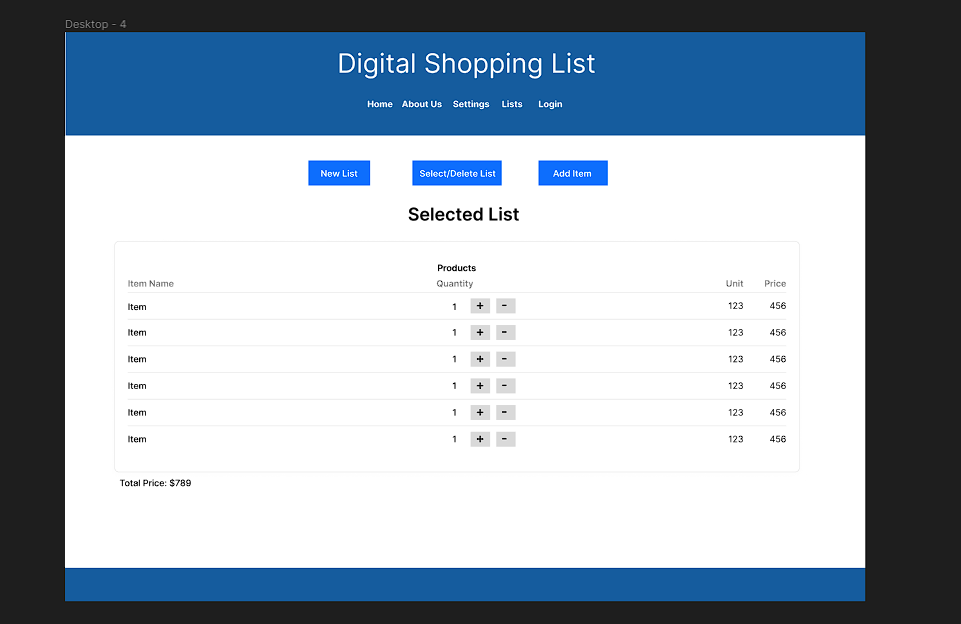 Desktop - 4
Digital Shopping List
Home About Us Settings Lists Login
New List Select/Delete List Add Item
Selected List
Products
Item Name Quantity Unit Price
Item 1 + - 123 456
Item 1 + - 123 456
Item 1 + - 123 456
Item 1 + - 123 456
Item 1 + - 123 456
Item 1 + - 123 456
Total Price: $789